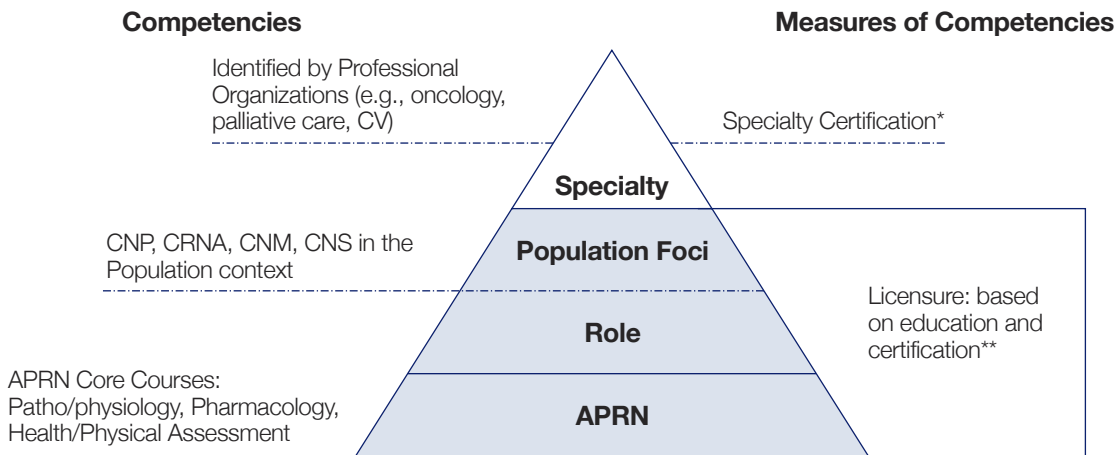 Competencies
Measures of Competencies
Identified by Professional
Organizations (e.g., oncology,
palliative care, CV)
Specialty Certification*
Specialty
CNP, CRNA, CNM, CNS in the
Population context
Population Foci
Licensure: based
on education and
certification**
Role
APRN Core Courses:
Patho/physiology, Pharmacology,
Health/Physical Assessment
APRN